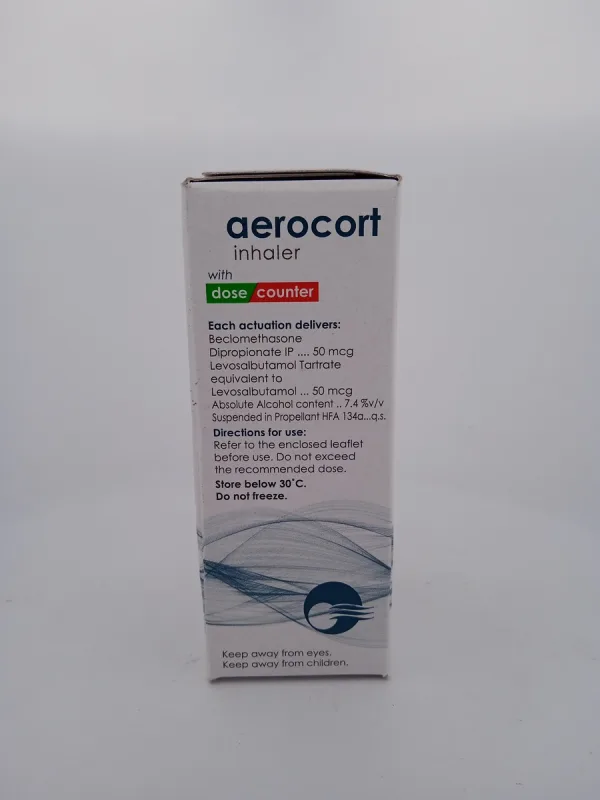 aerocort
inhaler
with
dose counter
Each actuation delivers:
Beclomethasone
Dipropionate IP .... 50 mcg
Levosalbutamol Tartrate
equivalent to
Levosalbutamol ... 50 mcg
Absolute Alcohol content .. 7.4 %v/v
Suspended in Propellant HFA 134a...q.s.
Directions for use:
Refer to the enclosed leaflet
before use. Do not exceed
the recommended dose.
Store below 30˚C.
Do not freeze.
Keep away from eyes.
Keep away from children.